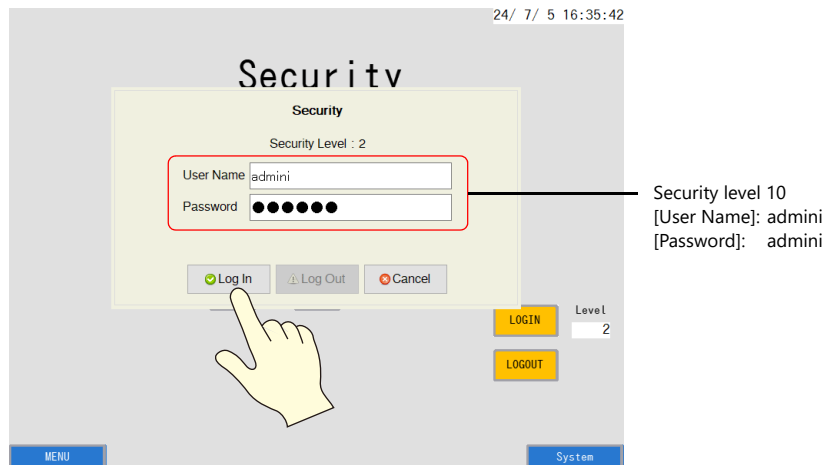 24/ 7/ 5 16:35:42
Security
Security
Security Level : 2
User Name admini
Password ●●●●●●
Log In Log Out Cancel
Security level 10
[User Name]: admini
[Password]: admini
LOGIN Level
2
LOGOUT
MENU System